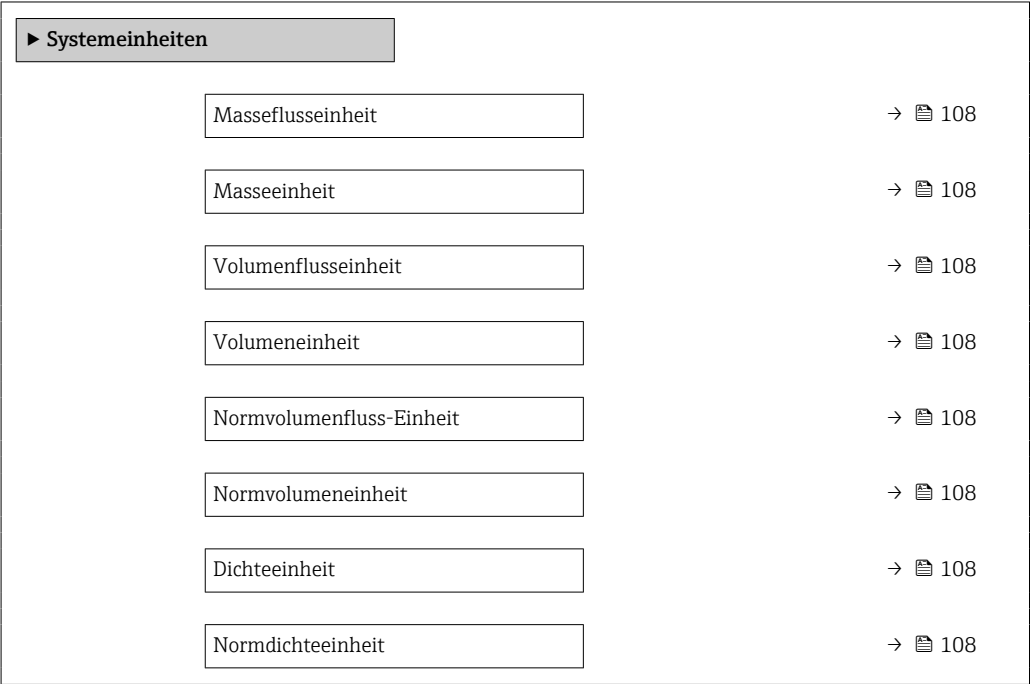 ▶ Systemeinheiten
Masseflusseinheit → 108
Masseeinheit → 108
Volumenflusseinheit → 108
Volumeneinheit → 108
Normvolumenfluss-Einheit → 108
Normvolumeneinheit → 108
Dichteeinheit → 108
Normdichteeinheit → 108